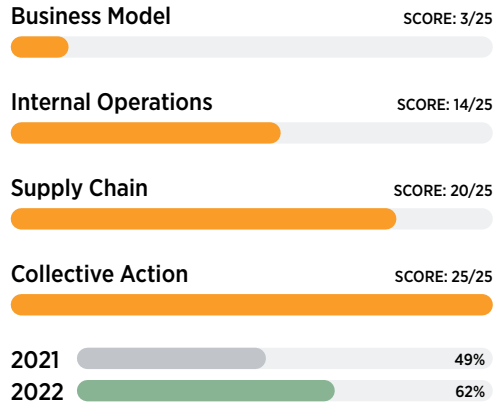 Business Model SCORE: 3/25
Internal Operations SCORE: 14/25
Supply Chain SCORE: 20/25
Collective Action SCORE: 25/25
2021 49%
2022 62%